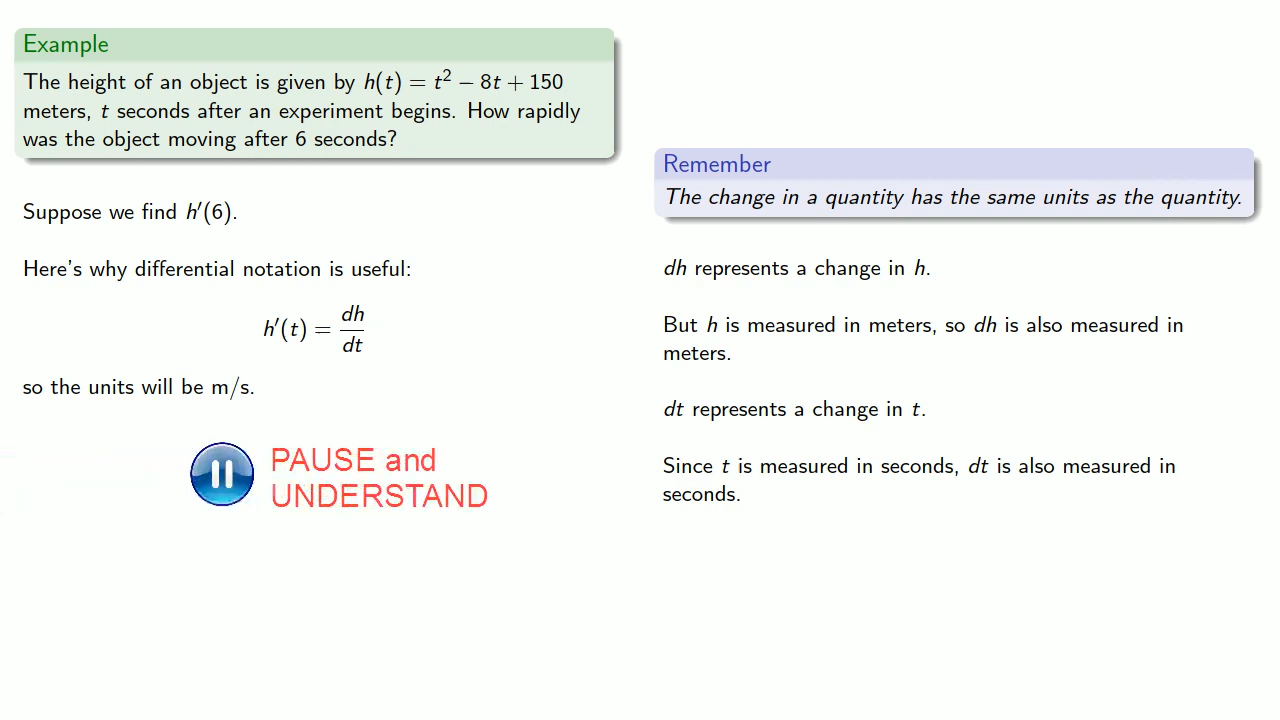 Example
The height of an object is given by h(t) = t² − 8t + 150
meters, t seconds after an experiment begins. How rapidly
was the object moving after 6 seconds?
Suppose we find h′(6).
Here's why differential notation is useful:
h′(t) = dh/dt
so the units will be m/s.
PAUSE and
UNDERSTAND
Remember
The change in a quantity has the same units as the quantity.
dh represents a change in h.
But h is measured in meters, so dh is also measured in
meters.
dt represents a change in t.
Since t is measured in seconds, dt is also measured in
seconds.